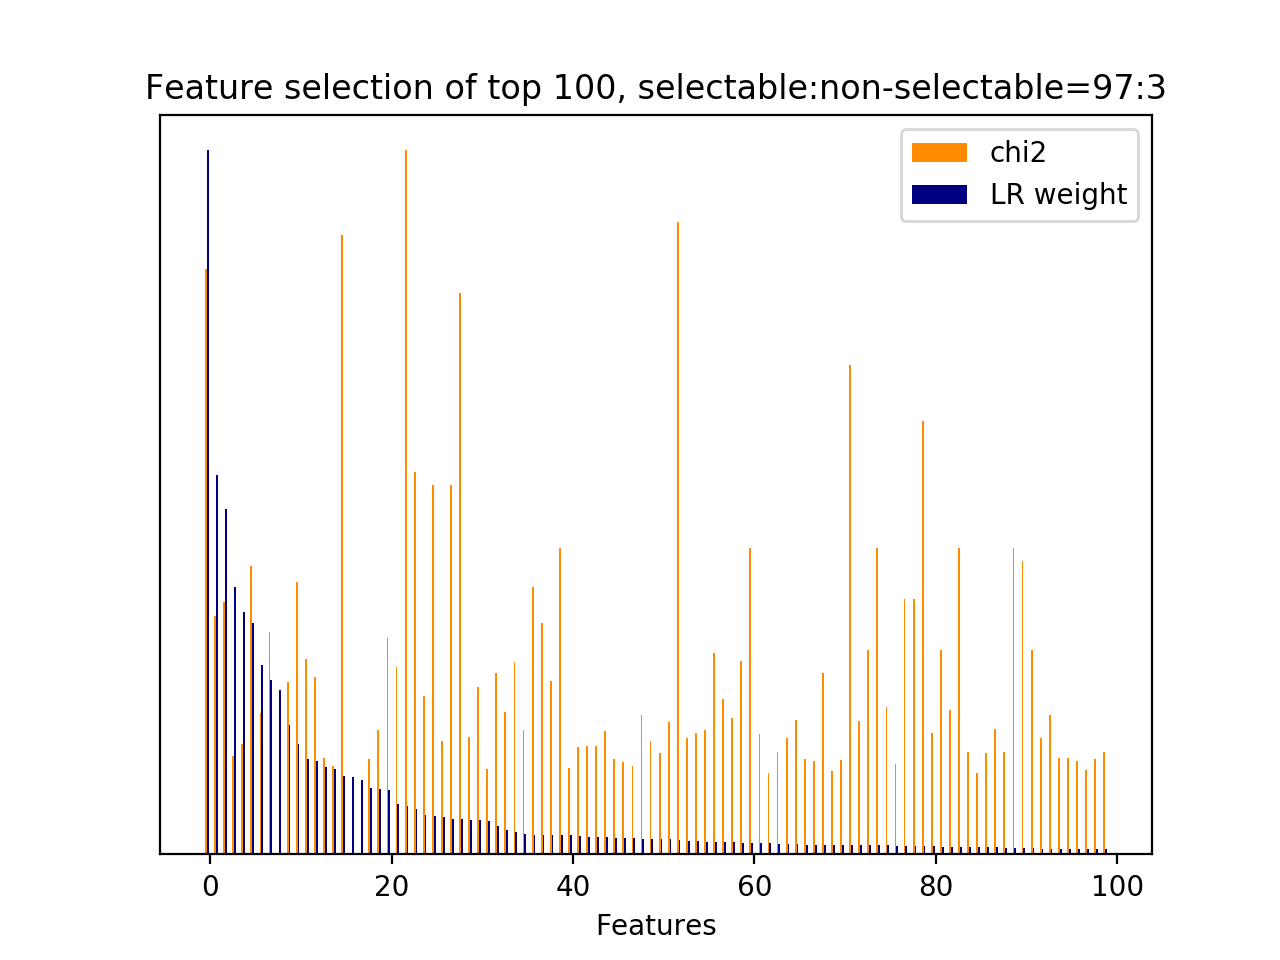 Feature selection of top 100, selectable:non-selectable=97:3
chi2
LR weight
0 20 40 60 80 100
Features